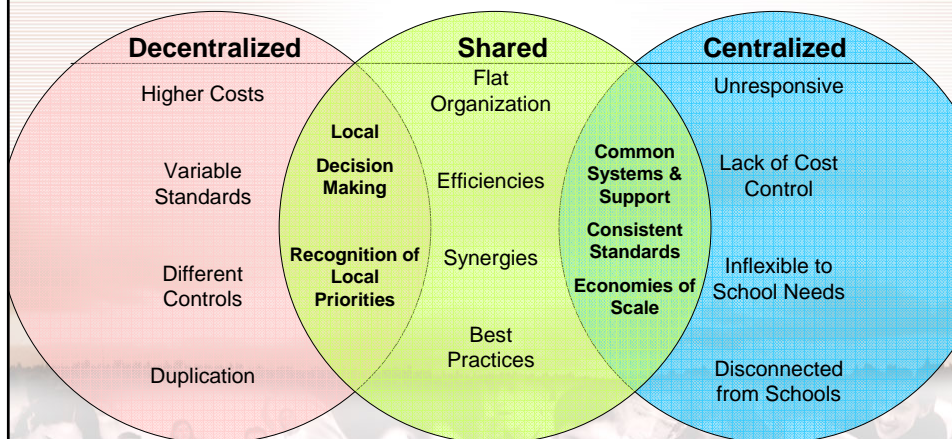 Decentralized
Higher Costs
Variable
Standards
Different
Controls
Duplication
Local
Decision
Making
Recognition of
Local
Priorities
Shared
Flat
Organization
Efficiencies
Synergies
Best
Practices
Common
Systems &
Support
Consistent
Standards
Economies of
Scale
Centralized
Unresponsive
Lack of Cost
Control
Inflexible to
School Needs
Disconnected
from Schools